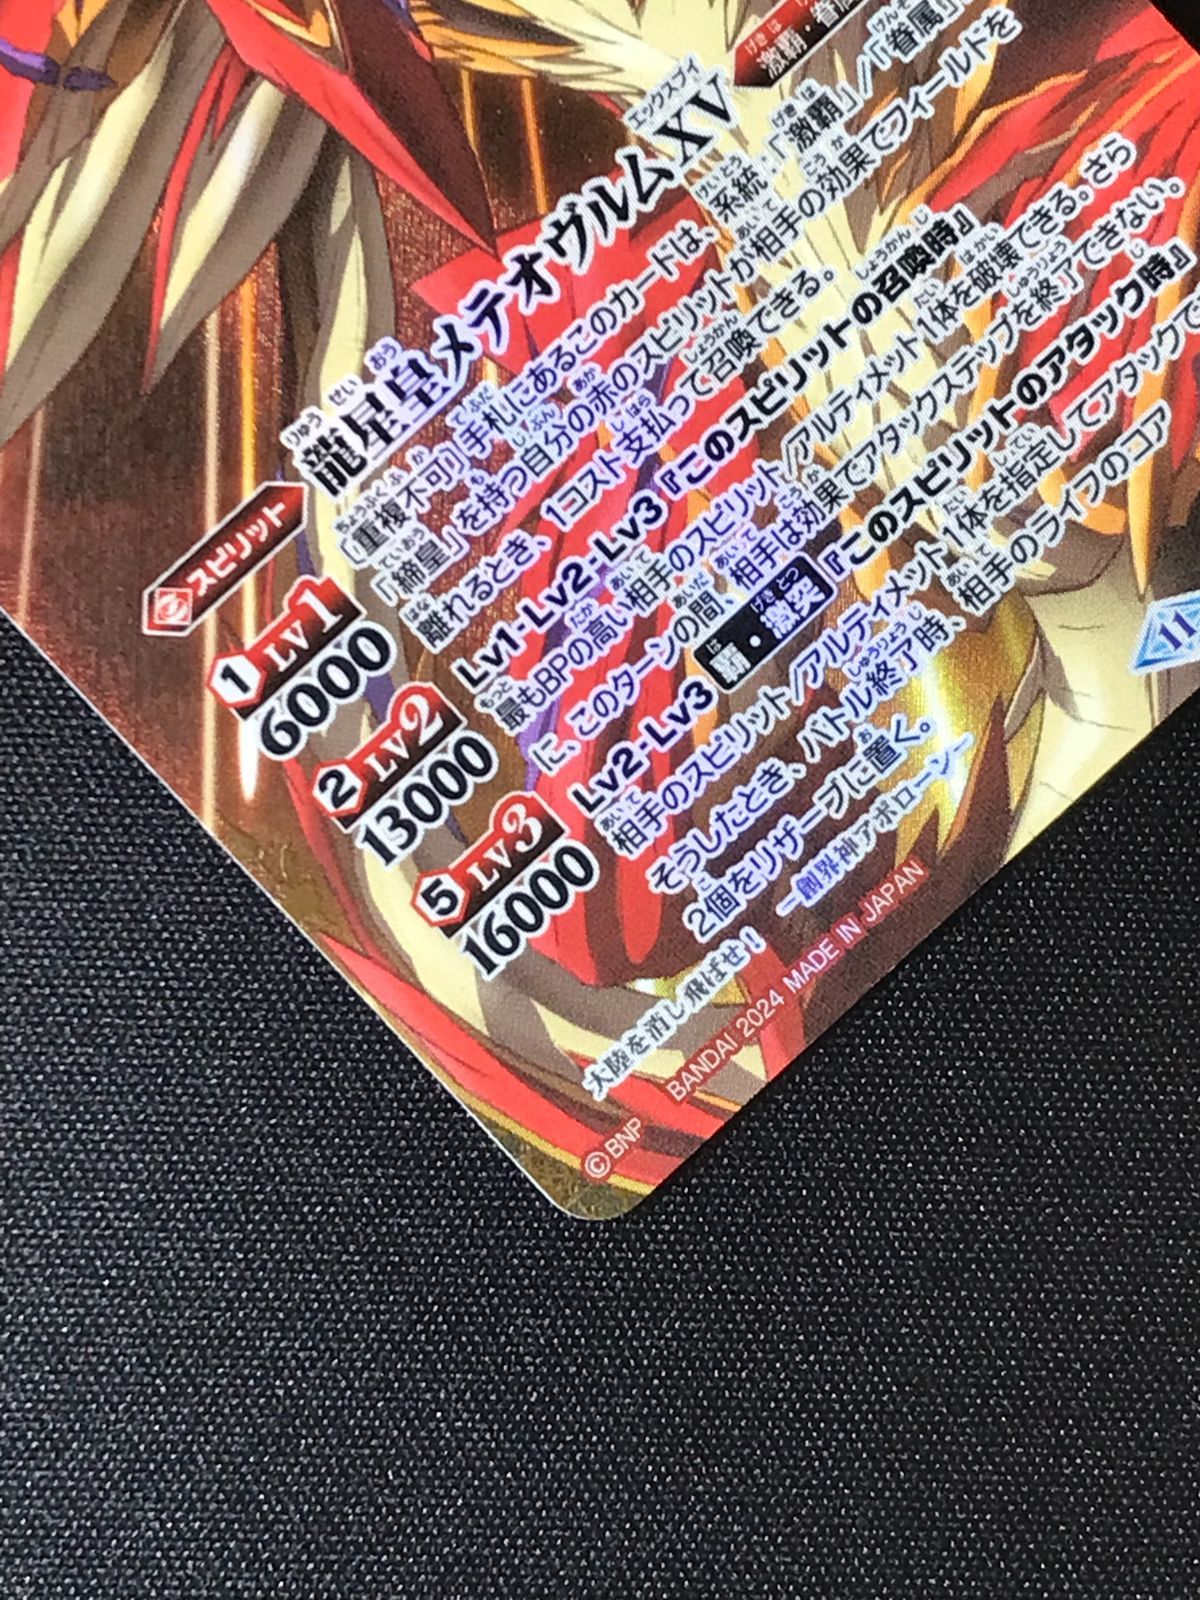 激覇・眷属
スピリット
龍星皇メテオヴルムXV
りゅう せい おう エックスブイ
1 LV1
6000
2 LV2
13000
5 LV3
16000
『重複不可』手札にあるこのカードは、系統:「激覇」/「眷属」
「締皇」を持つ自分の赤のスピリットが相手の効果でフィールドを
離れるとき、1コスト支払って召喚できる。
Lv1-Lv2-Lv3『このスピリットの召喚時』
最もBPの高い相手のスピリット/アルティメット1体を破壊できる。さら
に、このターンの間、相手は効果でアタックステップを終了できない。
Lv2-Lv3 覇・激突『このスピリットのアタック時』
相手のスピリット/アルティメット1体を指定してアタックで
そうしたとき、バトル終了時、相手のライフのコア
2個をリザーブに置く。
大陸を消し飛ばせ! －創界神アポローン－
11
©BNP BANDAI 2024 MADE IN JAPAN